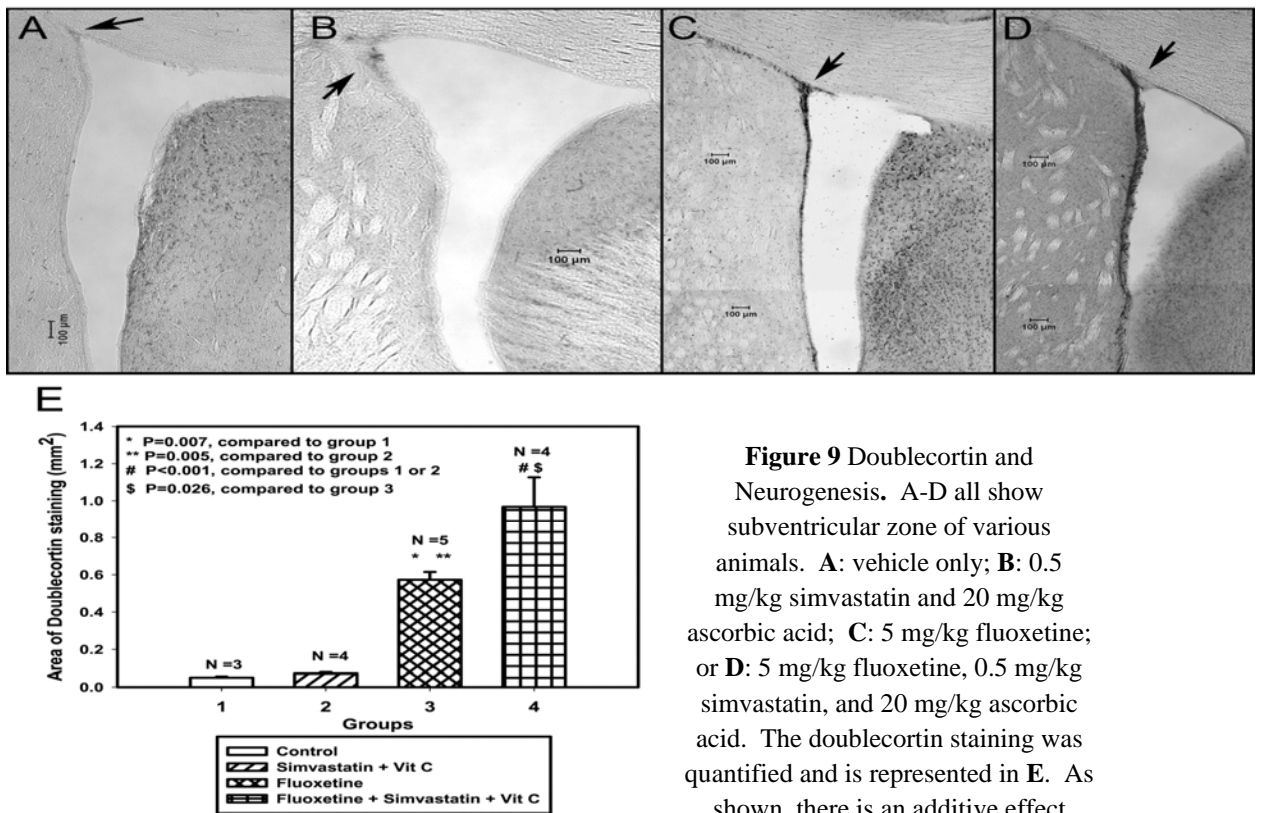 A
B
C
D
100 µm
100 µm
100 µm
100 µm
100 µm
100 µm
E
Area of Doublecortin staining (mm²)
1.4
1.2
1.0
0.8
0.6
0.4
0.2
0.0
* P=0.007, compared to group 1
** P=0.005, compared to group 2
# P<0.001, compared to groups 1 or 2
$ P=0.026, compared to group 3
N =3
N =4
N =5
* **
N =4
# $
1 2 3 4
Groups
Control
Simvastatin + Vit C
Fluoxetine
Fluoxetine + Simvastatin + Vit C
Figure 9 Doublecortin and
Neurogenesis. A-D all show
subventricular zone of various
animals. A: vehicle only; B: 0.5
mg/kg simvastatin and 20 mg/kg
ascorbic acid; C: 5 mg/kg fluoxetine;
or D: 5 mg/kg fluoxetine, 0.5 mg/kg
simvastatin, and 20 mg/kg ascorbic
acid. The doublecortin staining was
quantified and is represented in E. As
shown, there is an additive effect